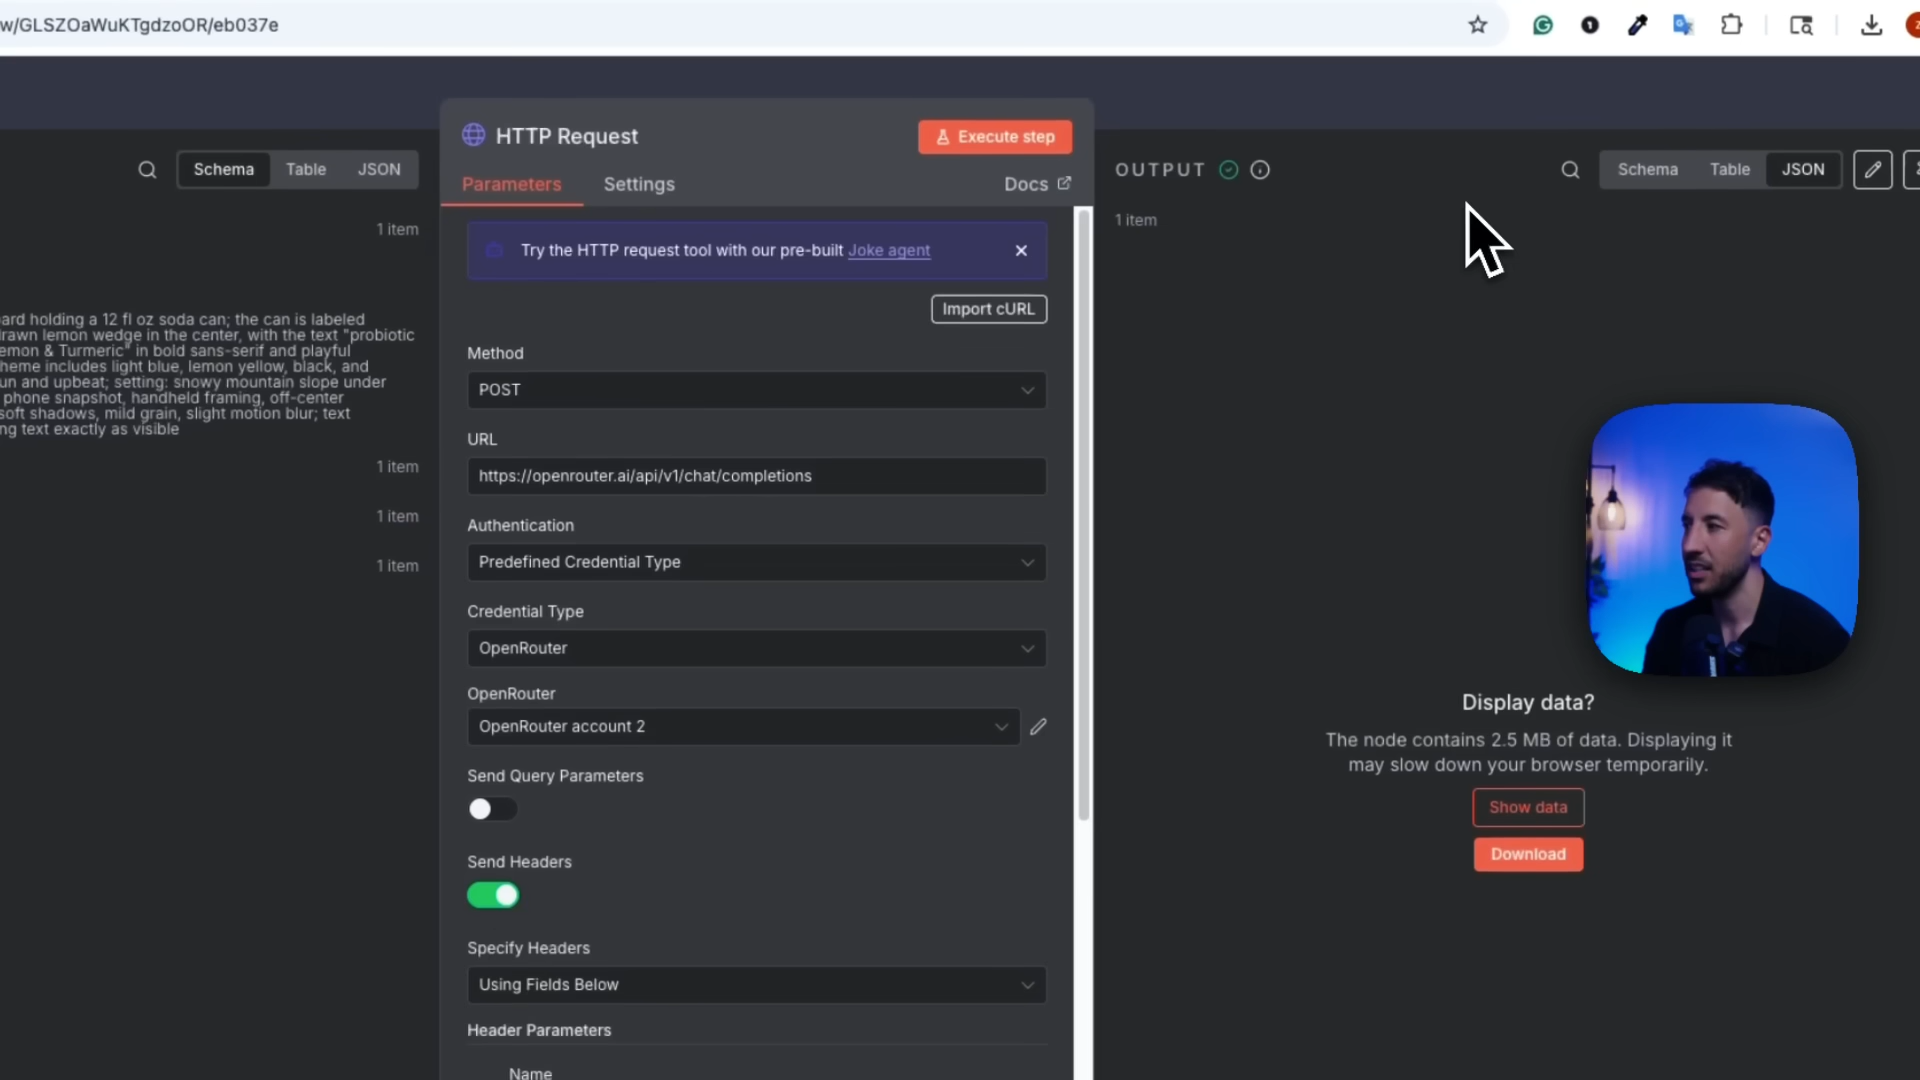 w/GLSZOaWuKTgdzoOR/eb037e
HTTP Request
Execute step
Schema
Table
JSON
Parameters
Settings
Docs
OUTPUT
Schema
Table
JSON
1 item
1 item
Try the HTTP request tool with our pre-built Joke agent
Import cURL
ard holding a 12 fl oz soda can; the can is labeled
rawn lemon wedge in the center, with the text "probiotic
emon & Turmeric" in bold sans-serif and playful
heme includes light blue, lemon yellow, black, and
un and upbeat; setting: snowy mountain slope under
phone snapshot, handheld framing, off-center
soft shadows, mild grain, slight motion blur; text
ng text exactly as visible
1 item
1 item
1 item
Method
POST
URL
https://openrouter.ai/api/v1/chat/completions
Authentication
Predefined Credential Type
Credential Type
OpenRouter
OpenRouter
OpenRouter account 2
Send Query Parameters
Send Headers
Specify Headers
Using Fields Below
Header Parameters
Name
Display data?
The node contains 2.5 MB of data. Displaying it
may slow down your browser temporarily.
Show data
Download